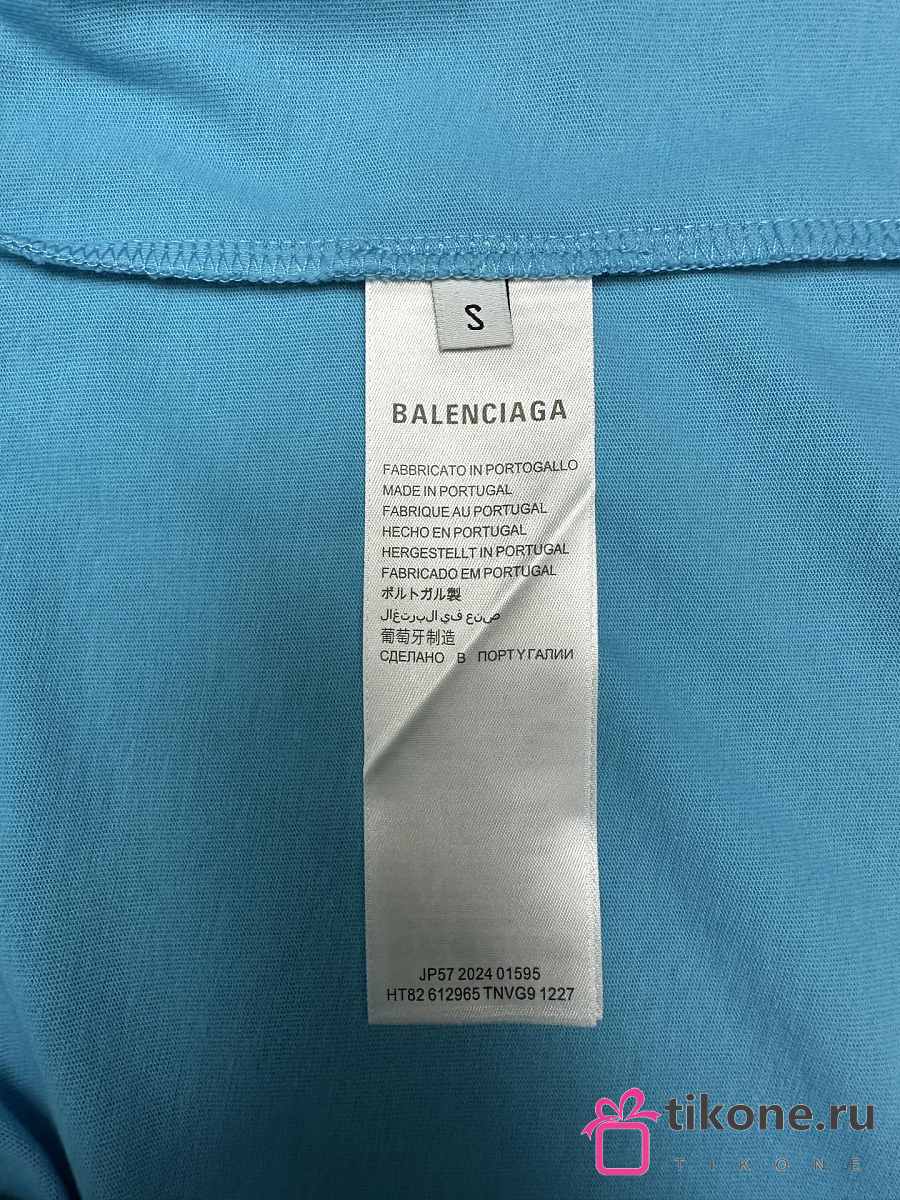 S
BALENCIAGA
FABBRICATO IN PORTOGALLO
MADE IN PORTUGAL
FABRIQUE AU PORTUGAL
HECHO EN PORTUGAL
HERGESTELLT IN PORTUGAL
FABRICADO EM PORTUGAL
ポルトガル製
صنع في البرتغال
葡萄牙制造
СДЕЛАНО В ПОРТУГАЛИИ
JP57 2024 01595
HT82 612965 TNVG9 1227
tikone.ru
TIKONE